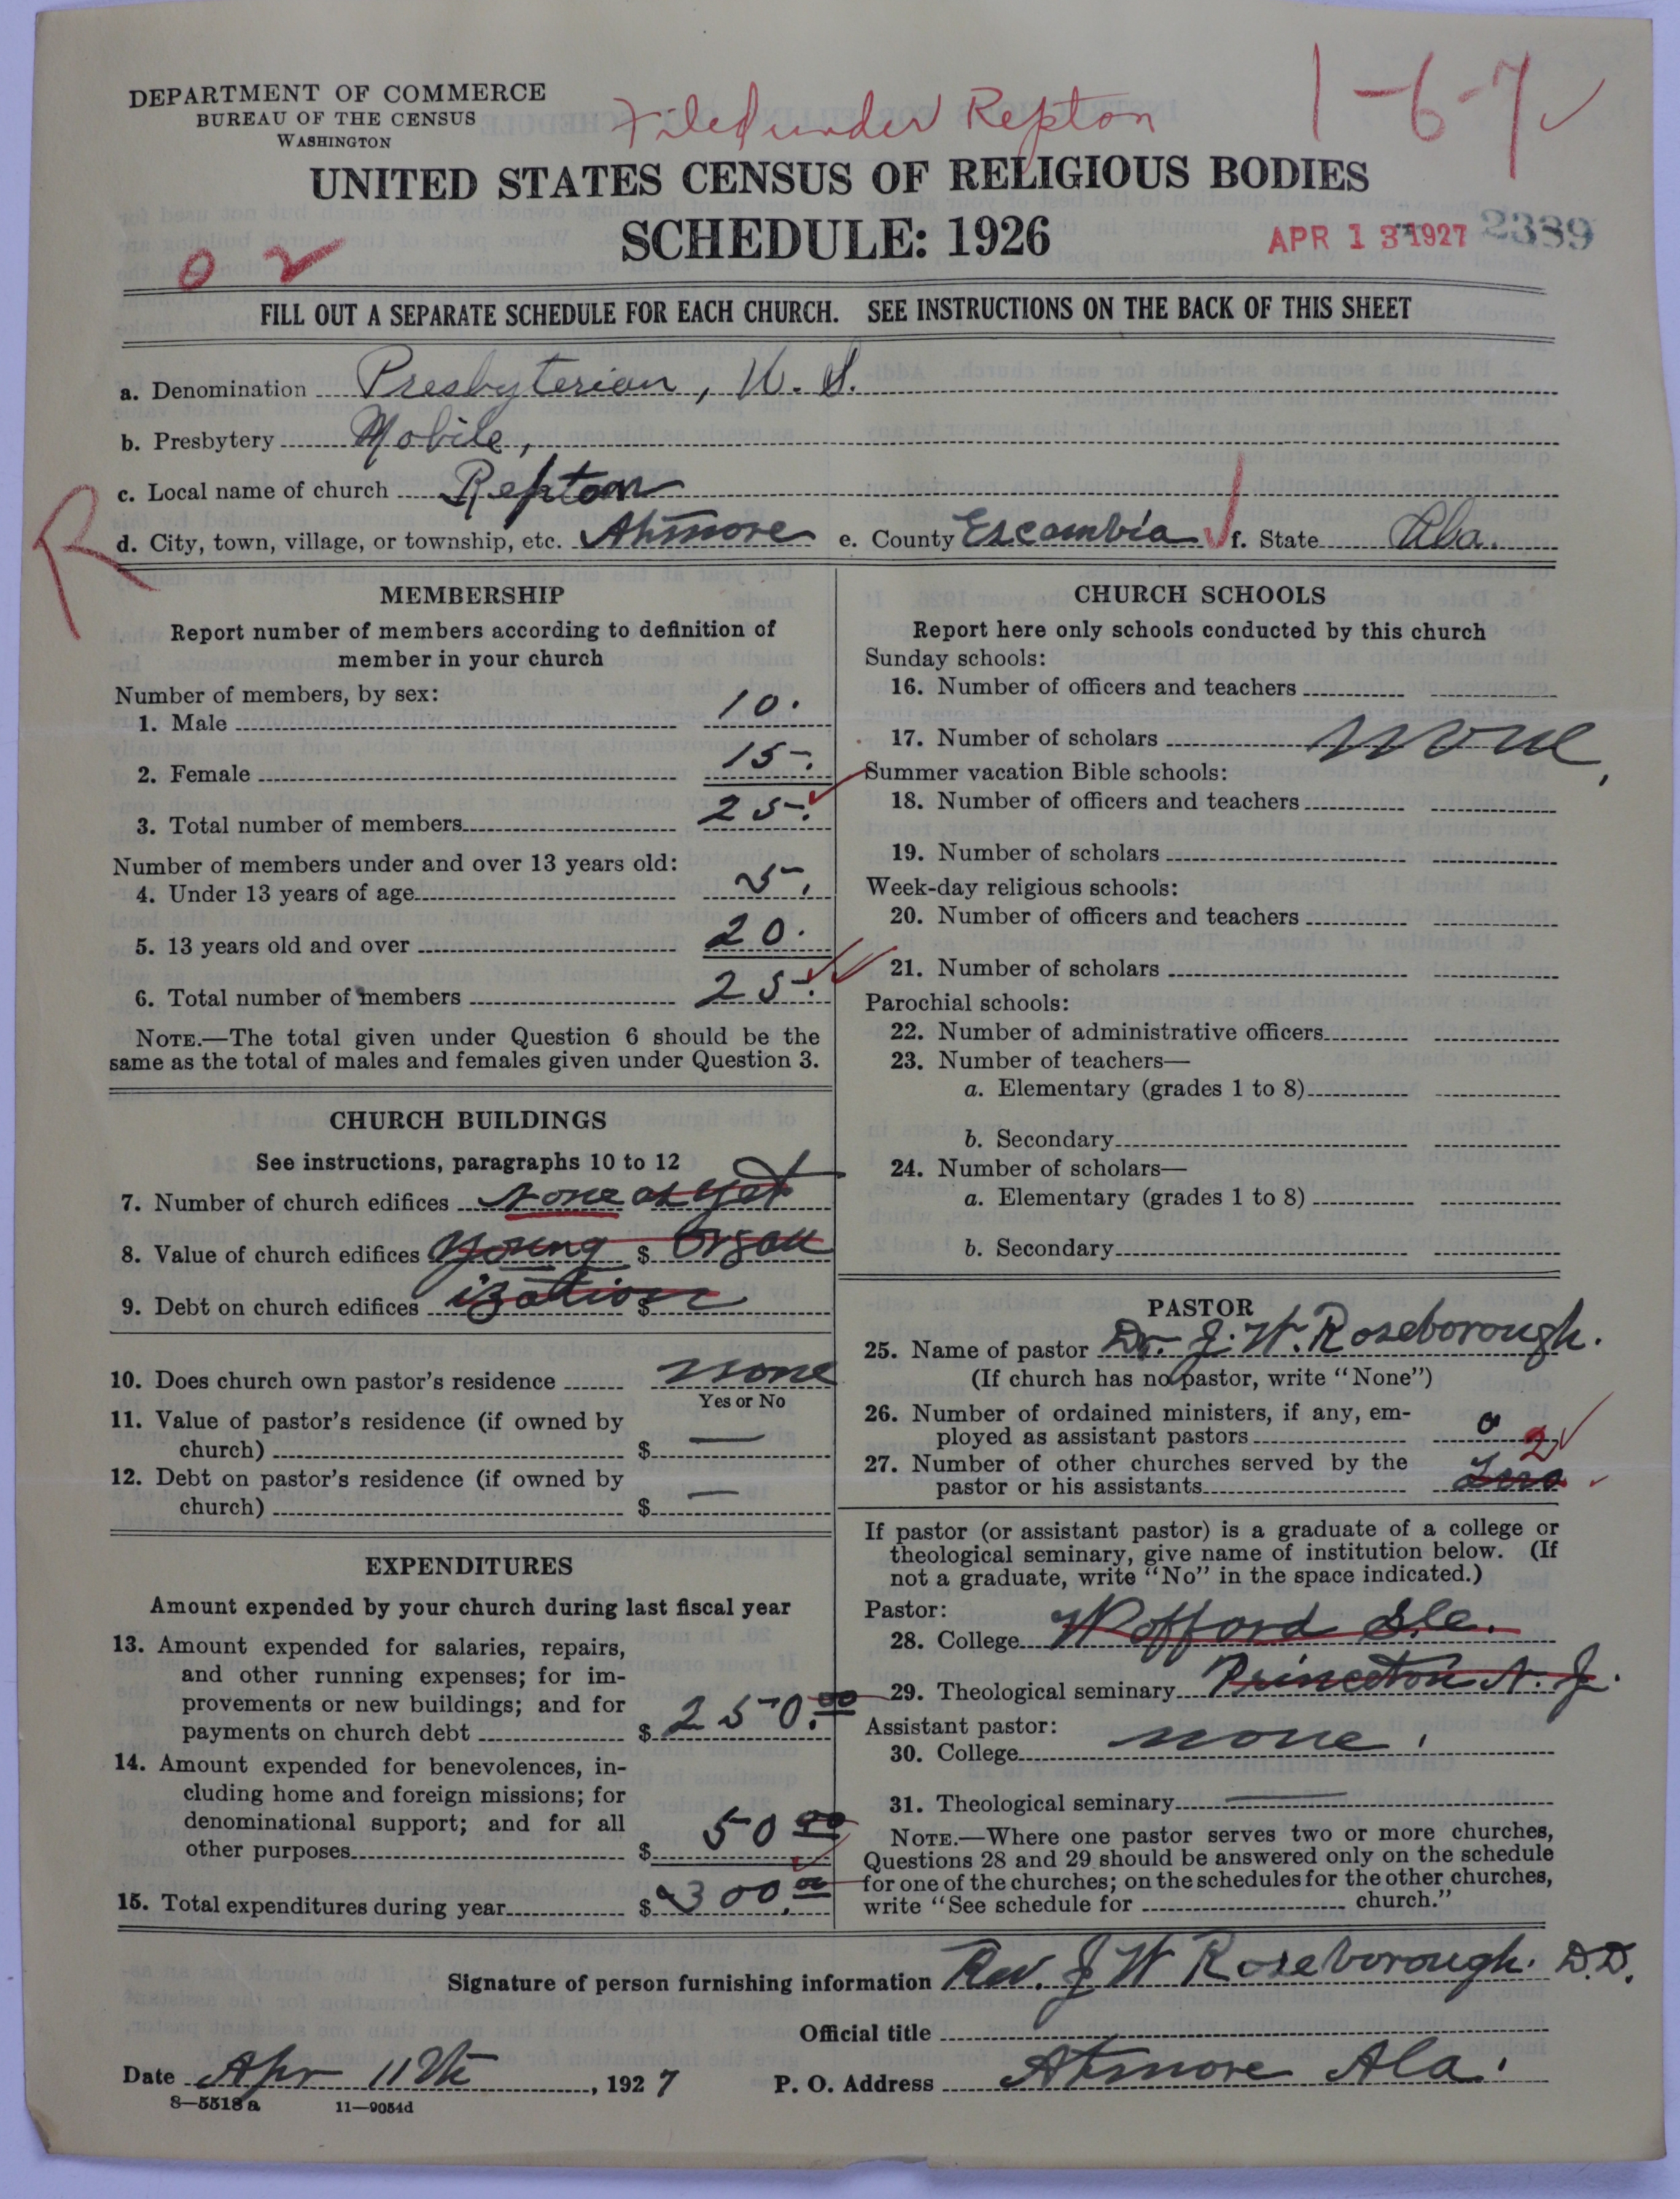 DEPARTMENT OF COMMERCE
BUREAU OF THE CENSUS
WASHINGTON
Filed under Repton
1-6-7
UNITED STATES CENSUS OF RELIGIOUS BODIES
SCHEDULE: 1926
APR 13 1927
2389
0 2
FILL OUT A SEPARATE SCHEDULE FOR EACH CHURCH. SEE INSTRUCTIONS ON THE BACK OF THIS SHEET
a. Denomination Presbyterian, U. S.
b. Presbytery Mobile,
c. Local name of church Repton
R
d. City, town, village, or township, etc. Atmore e. County Escambia f. State Ala.
MEMBERSHIP
Report number of members according to definition of
member in your church
Number of members, by sex:
1. Male 10.
2. Female 15.
3. Total number of members 25.
Number of members under and over 13 years old:
4. Under 13 years of age 5.
5. 13 years old and over 20.
6. Total number of members 25.
NOTE.—The total given under Question 6 should be the
same as the total of males and females given under Question 3.
CHURCH BUILDINGS
See instructions, paragraphs 10 to 12
7. Number of church edifices none as yet
8. Value of church edifices young $ organ
9. Debt on church edifices ization $
10. Does church own pastor's residence none
Yes or No
11. Value of pastor's residence (if owned by
church) $ —
12. Debt on pastor's residence (if owned by
church) $ —
EXPENDITURES
Amount expended by your church during last fiscal year
13. Amount expended for salaries, repairs,
and other running expenses; for im-
provements or new buildings; and for
payments on church debt $ 250.00
14. Amount expended for benevolences, in-
cluding home and foreign missions; for
denominational support; and for all
other purposes $ 50 00
15. Total expenditures during year $ 300.00
CHURCH SCHOOLS
Report here only schools conducted by this church
Sunday schools:
16. Number of officers and teachers
17. Number of scholars none,
Summer vacation Bible schools:
18. Number of officers and teachers
19. Number of scholars
Week-day religious schools:
20. Number of officers and teachers
21. Number of scholars
Parochial schools:
22. Number of administrative officers
23. Number of teachers—
a. Elementary (grades 1 to 8)
b. Secondary
24. Number of scholars—
a. Elementary (grades 1 to 8)
b. Secondary
PASTOR
25. Name of pastor Dr. J. W. Roseborough.
(If church has no pastor, write "None")
26. Number of ordained ministers, if any, em-
ployed as assistant pastors 0
2
27. Number of other churches served by the
pastor or his assistants
If pastor (or assistant pastor) is a graduate of a college or
theological seminary, give name of institution below. (If
not a graduate, write "No" in the space indicated.)
Pastor:
28. College Wofford
29. Theological seminary Princeton N. J.
Assistant pastor:
30. College none.
31. Theological seminary —
NOTE.—Where one pastor serves two or more churches,
Questions 28 and 29 should be answered only on the schedule
for one of the churches; on the schedules for the other churches,
write "See schedule for church."
Signature of person furnishing information Rev. J W Roseborough. D.D.
Official title
Date Apr 11th, 1927 P. O. Address Atmore Ala.
8—5518 a 11—9054d